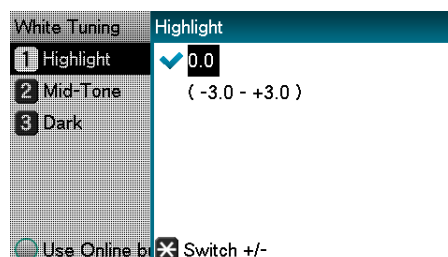 White Tuning
1 Highlight
2 Mid-Tone
3 Dark
Use Online
Highlight
0.0
( -3.0 - +3.0 )
Switch +/-